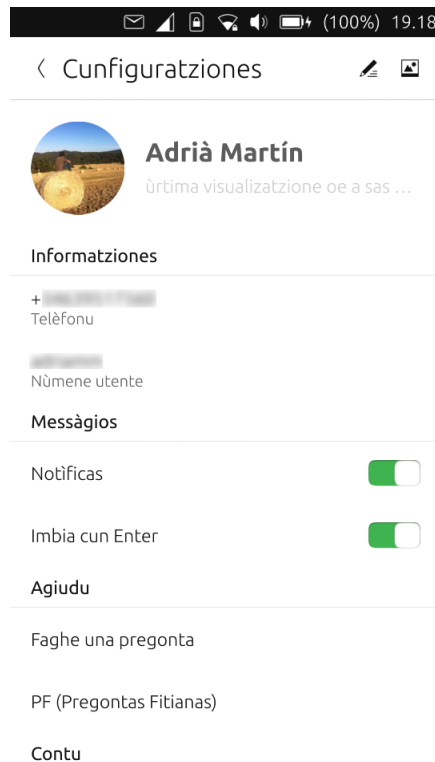 (100%) 19.18
Cunfiguratziones
Adrià Martín
ùrtima visualizatzione oe a sas ...
Informatziones
+
Telèfonu
Nùmene utente
Messàgios
Notìficas
Imbia cun Enter
Agiudu
Faghe una pregonta
PF (Pregontas Fitianas)
Contu